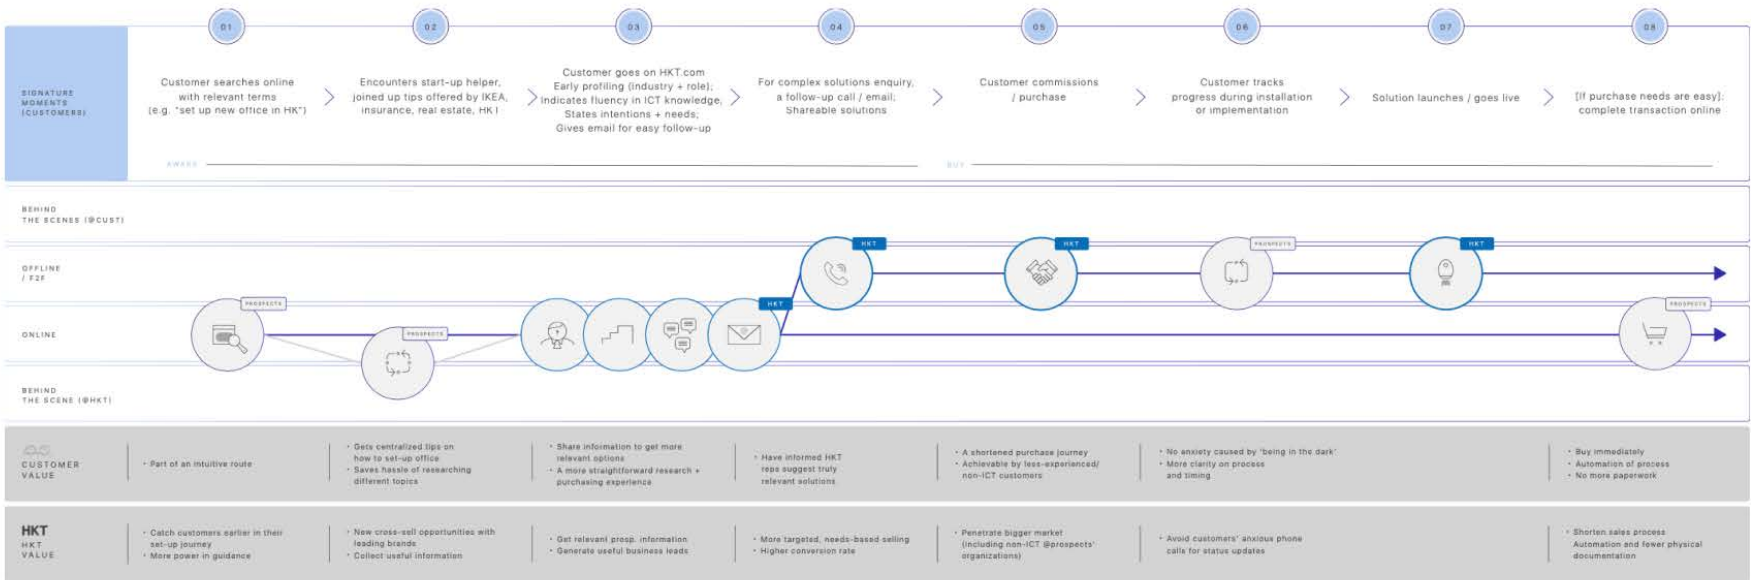 01
02
03
04
05
06
07
08
SIGNATURE
MOMENTS
(CUSTOMERS)
Customer searches online
with relevant terms
(e.g. "set up new office in HK")
Encounters start-up helper,
joined up tips offered by IKEA,
insurance, real estate, HKT
Customer goes on HKT.com
Early profiling (industry + role);
Indicates fluency in ICT knowledge,
States intentions + needs;
Gives email for easy follow-up
For complex solutions enquiry,
a follow-up call / email;
Shareable solutions
Customer commissions
/ purchase
Customer tracks
progress during installation
or implementation
Solution launches / goes live
[If purchase needs are easy]:
complete transaction online
AWARE
BUY
BEHIND
THE SCENES (@CUST)
OFFLINE
/ F2F
HKT
HKT
PROSPECTS
HKT
ONLINE
PROSPECTS
PROSPECTS
HKT
PROSPECTS
BEHIND
THE SCENE (@HKT)
CUSTOMER
VALUE
• Part of an intuitive route
• Gets centralized tips on
how to set-up office
• Saves hassle of researching
different topics
• Share information to get more
relevant options
• A more straightforward research +
purchasing experience
• Have informed HKT
reps suggest truly
relevant solutions
• A shortened purchase journey
• Achievable by less-experienced/
non-ICT customers
• No anxiety caused by 'being in the dark'
• More clarity on process
and timing
• Buy immediately
• Automation of process
• No more paperwork
HKT
HKT
VALUE
• Catch customers earlier in their
set-up journey
• More power in guidance
• New cross-sell opportunities with
leading brands
• Collect useful information
• Get relevant prosp. information
• Generate useful business leads
• More targeted, needs-based selling
• Higher conversion rate
• Penetrate bigger market
(including non-ICT @prospects'
organizations)
• Avoid customers' anxious phone
calls for status updates
• Shorten sales process
Automation and fewer physical
documentation